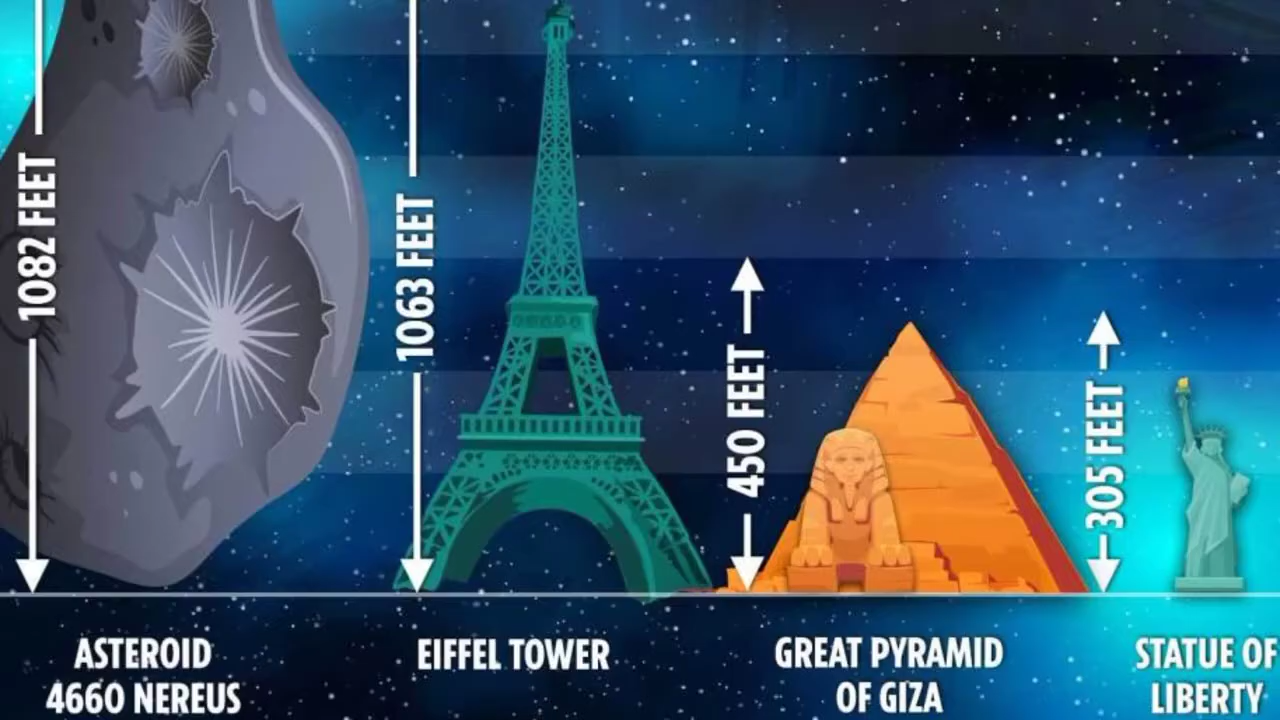 1082 FEET
1063 FEET
450 FEET
305 FEET
ASTEROID
4660 NEREUS
EIFFEL TOWER
GREAT PYRAMID
OF GIZA
STATUE OF
LIBERTY